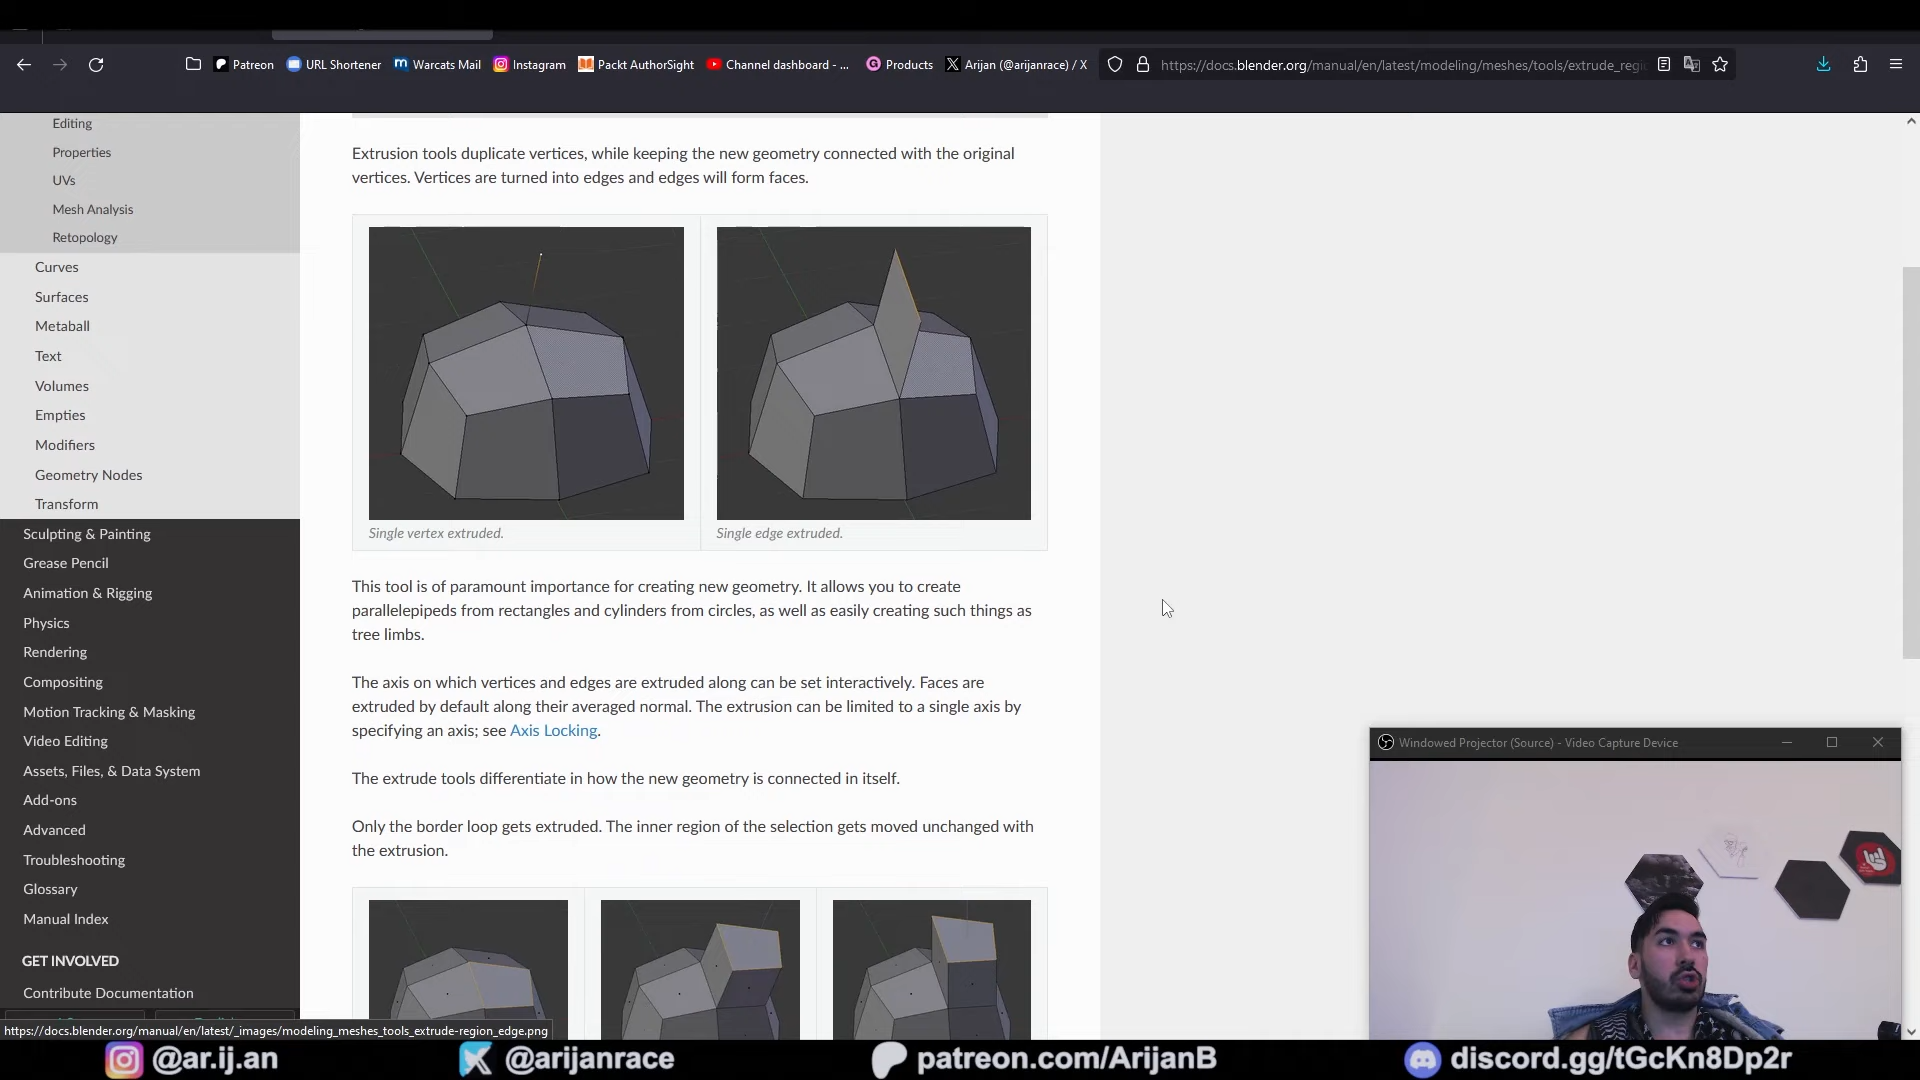 Patreon
URL Shortener
Warcats Mail
Instagram
Packt AuthorSight
Channel dashboard - ...
Products
Arijan (@arijanrace) / X
https://docs.blender.org/manual/en/latest/modeling/meshes/tools/extrude_regi
Editing
Properties
UVs
Mesh Analysis
Retopology
Curves
Surfaces
Metaball
Text
Volumes
Empties
Modifiers
Geometry Nodes
Transform
Sculpting & Painting
Grease Pencil
Animation & Rigging
Physics
Rendering
Compositing
Motion Tracking & Masking
Video Editing
Assets, Files, & Data System
Add-ons
Advanced
Troubleshooting
Glossary
Manual Index
GET INVOLVED
Contribute Documentation
https://docs.blender.org/manual/en/latest/_images/modeling_meshes_tools_extrude-region_edge.png
Extrusion tools duplicate vertices, while keeping the new geometry connected with the original
vertices. Vertices are turned into edges and edges will form faces.
Single vertex extruded.
Single edge extruded.
This tool is of paramount importance for creating new geometry. It allows you to create
parallelepipeds from rectangles and cylinders from circles, as well as easily creating such things as
tree limbs.
The axis on which vertices and edges are extruded along can be set interactively. Faces are
extruded by default along their averaged normal. The extrusion can be limited to a single axis by
specifying an axis; see Axis Locking.
The extrude tools differentiate in how the new geometry is connected in itself.
Only the border loop gets extruded. The inner region of the selection gets moved unchanged with
the extrusion.
Windowed Projector (Source) - Video Capture Device
@ar.ij.an
@arijanrace
patreon.com/ArijanB
discord.gg/tGcKn8Dp2r